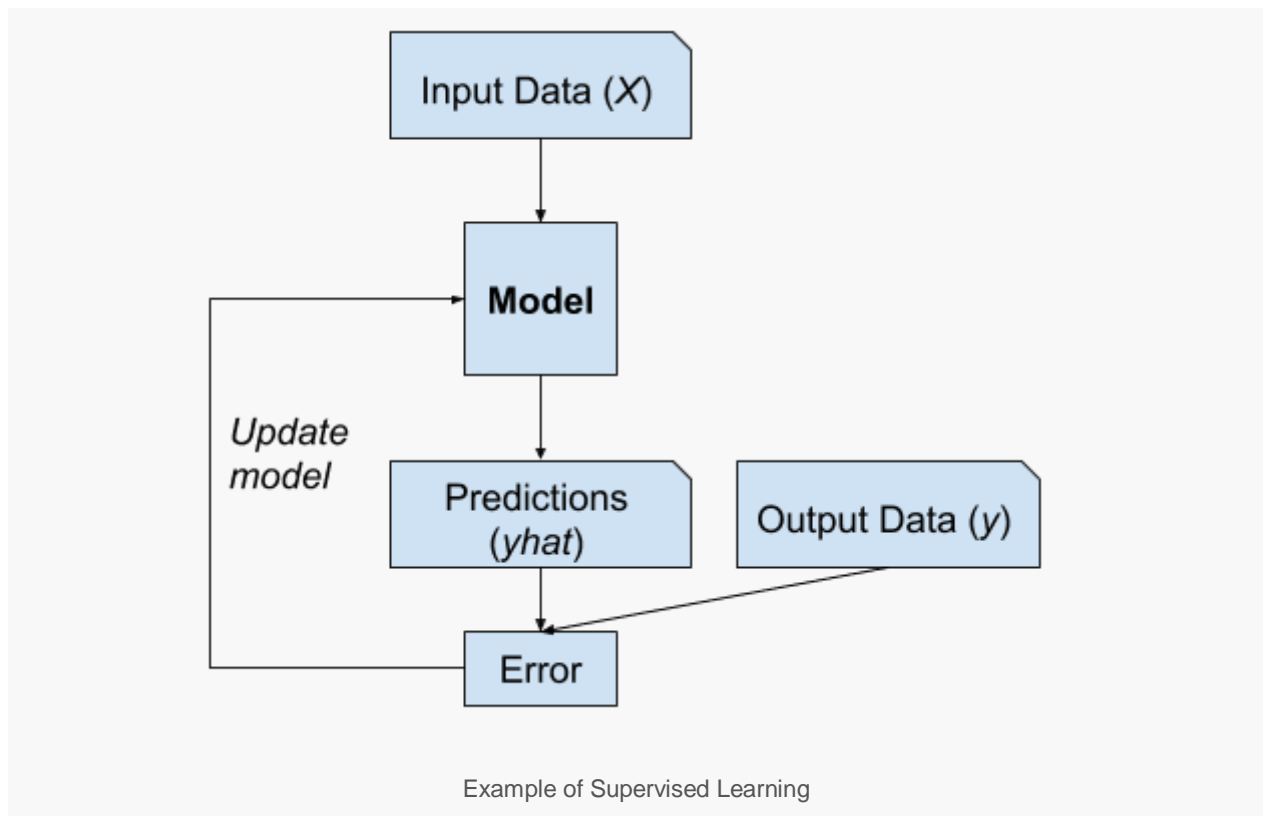 Input Data (X)
Model
Update
model
Predictions
(yhat)
Output Data (y)
Error
Example of Supervised Learning